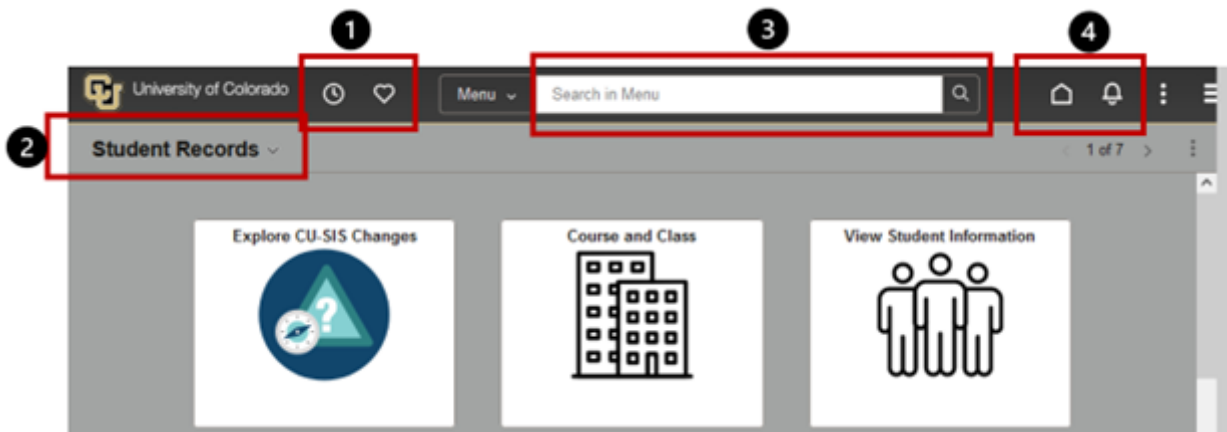 1
3
4
CU University of Colorado
Menu
Search in Menu
2
Student Records
1 of 7
Explore CU-SIS Changes
Course and Class
View Student Information
?